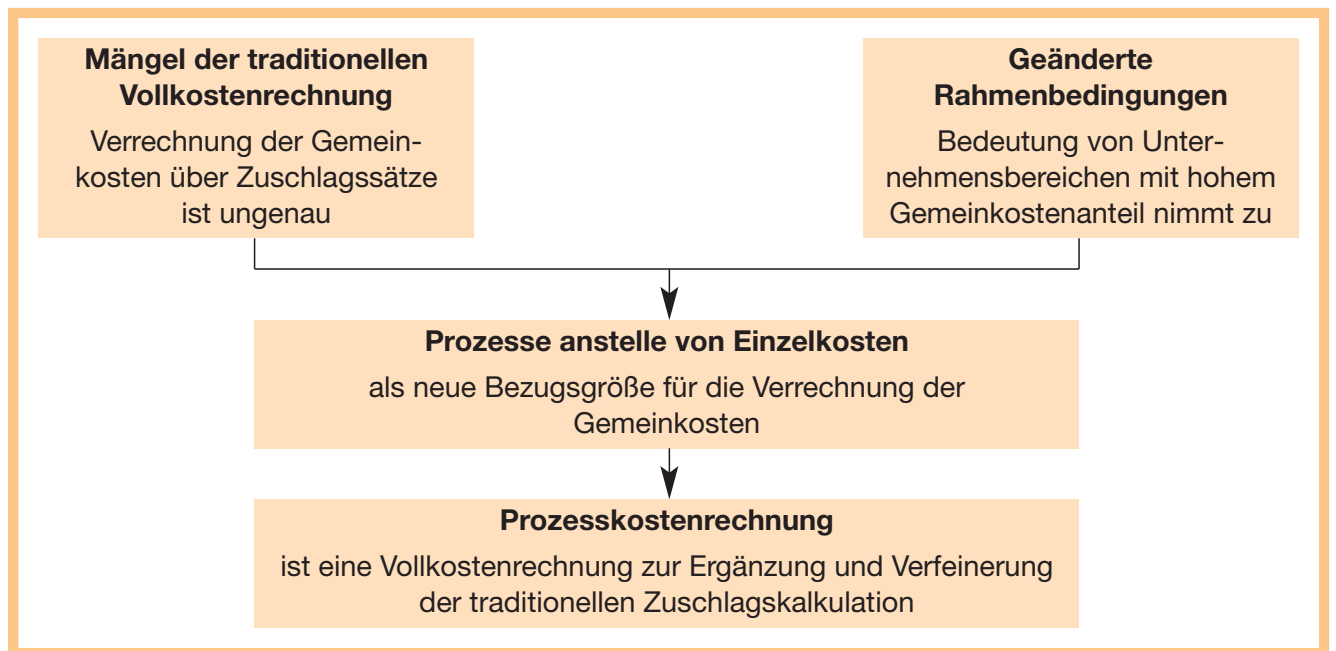 Mängel der traditionellen
Vollkostenrechnung
Verrechnung der Gemein-
kosten über Zuschlagssätze
ist ungenau
Geänderte
Rahmenbedingungen
Bedeutung von Unter-
nehmensbereichen mit hohem
Gemeinkostenanteil nimmt zu
Prozesse anstelle von Einzelkosten
als neue Bezugsgröße für die Verrechnung der
Gemeinkosten
Prozesskostenrechnung
ist eine Vollkostenrechnung zur Ergänzung und Verfeinerung
der traditionellen Zuschlagskalkulation